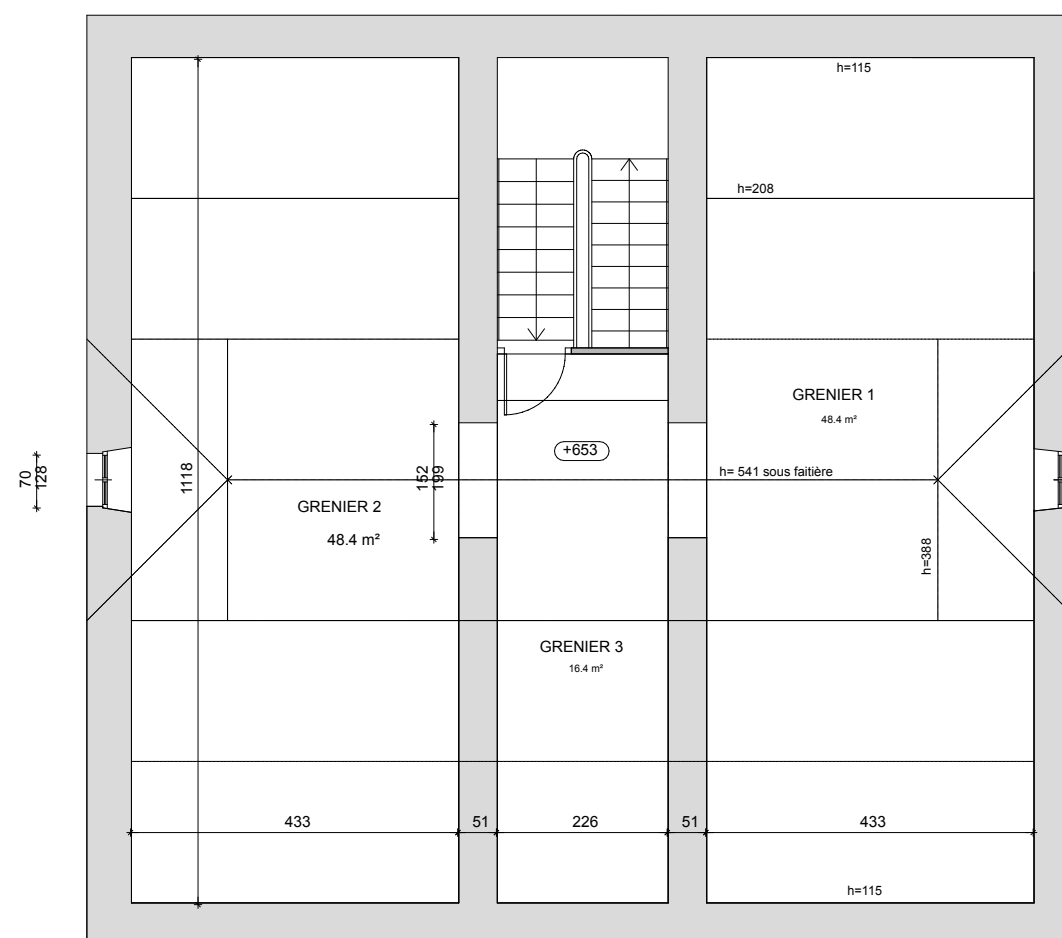 h=115
h=208
GRENIER 1
48.4 m²
+653
h= 541 sous faîtière
70
128
1118
152
199
GRENIER 2
48.4 m²
h=388
GRENIER 3
16.4 m²
433
51
226
51
433
h=115